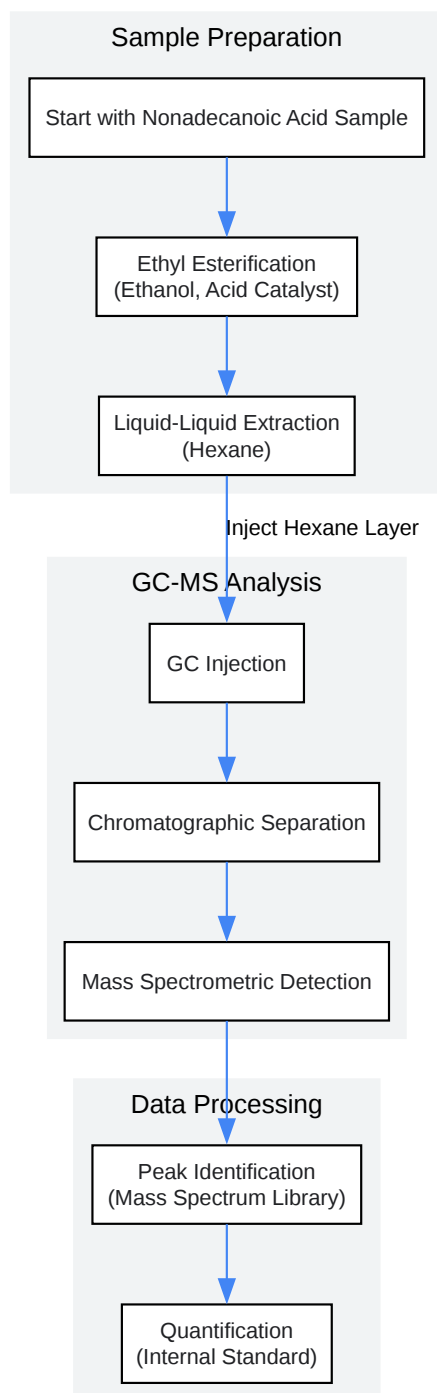 Sample Preparation
Start with Nonadecanoic Acid Sample
Ethyl Esterification
(Ethanol, Acid Catalyst)
Liquid-Liquid Extraction
(Hexane)
Inject Hexane Layer
GC-MS Analysis
GC Injection
Chromatographic Separation
Mass Spectrometric Detection
Data Processing
Peak Identification
(Mass Spectrum Library)
Quantification
(Internal Standard)